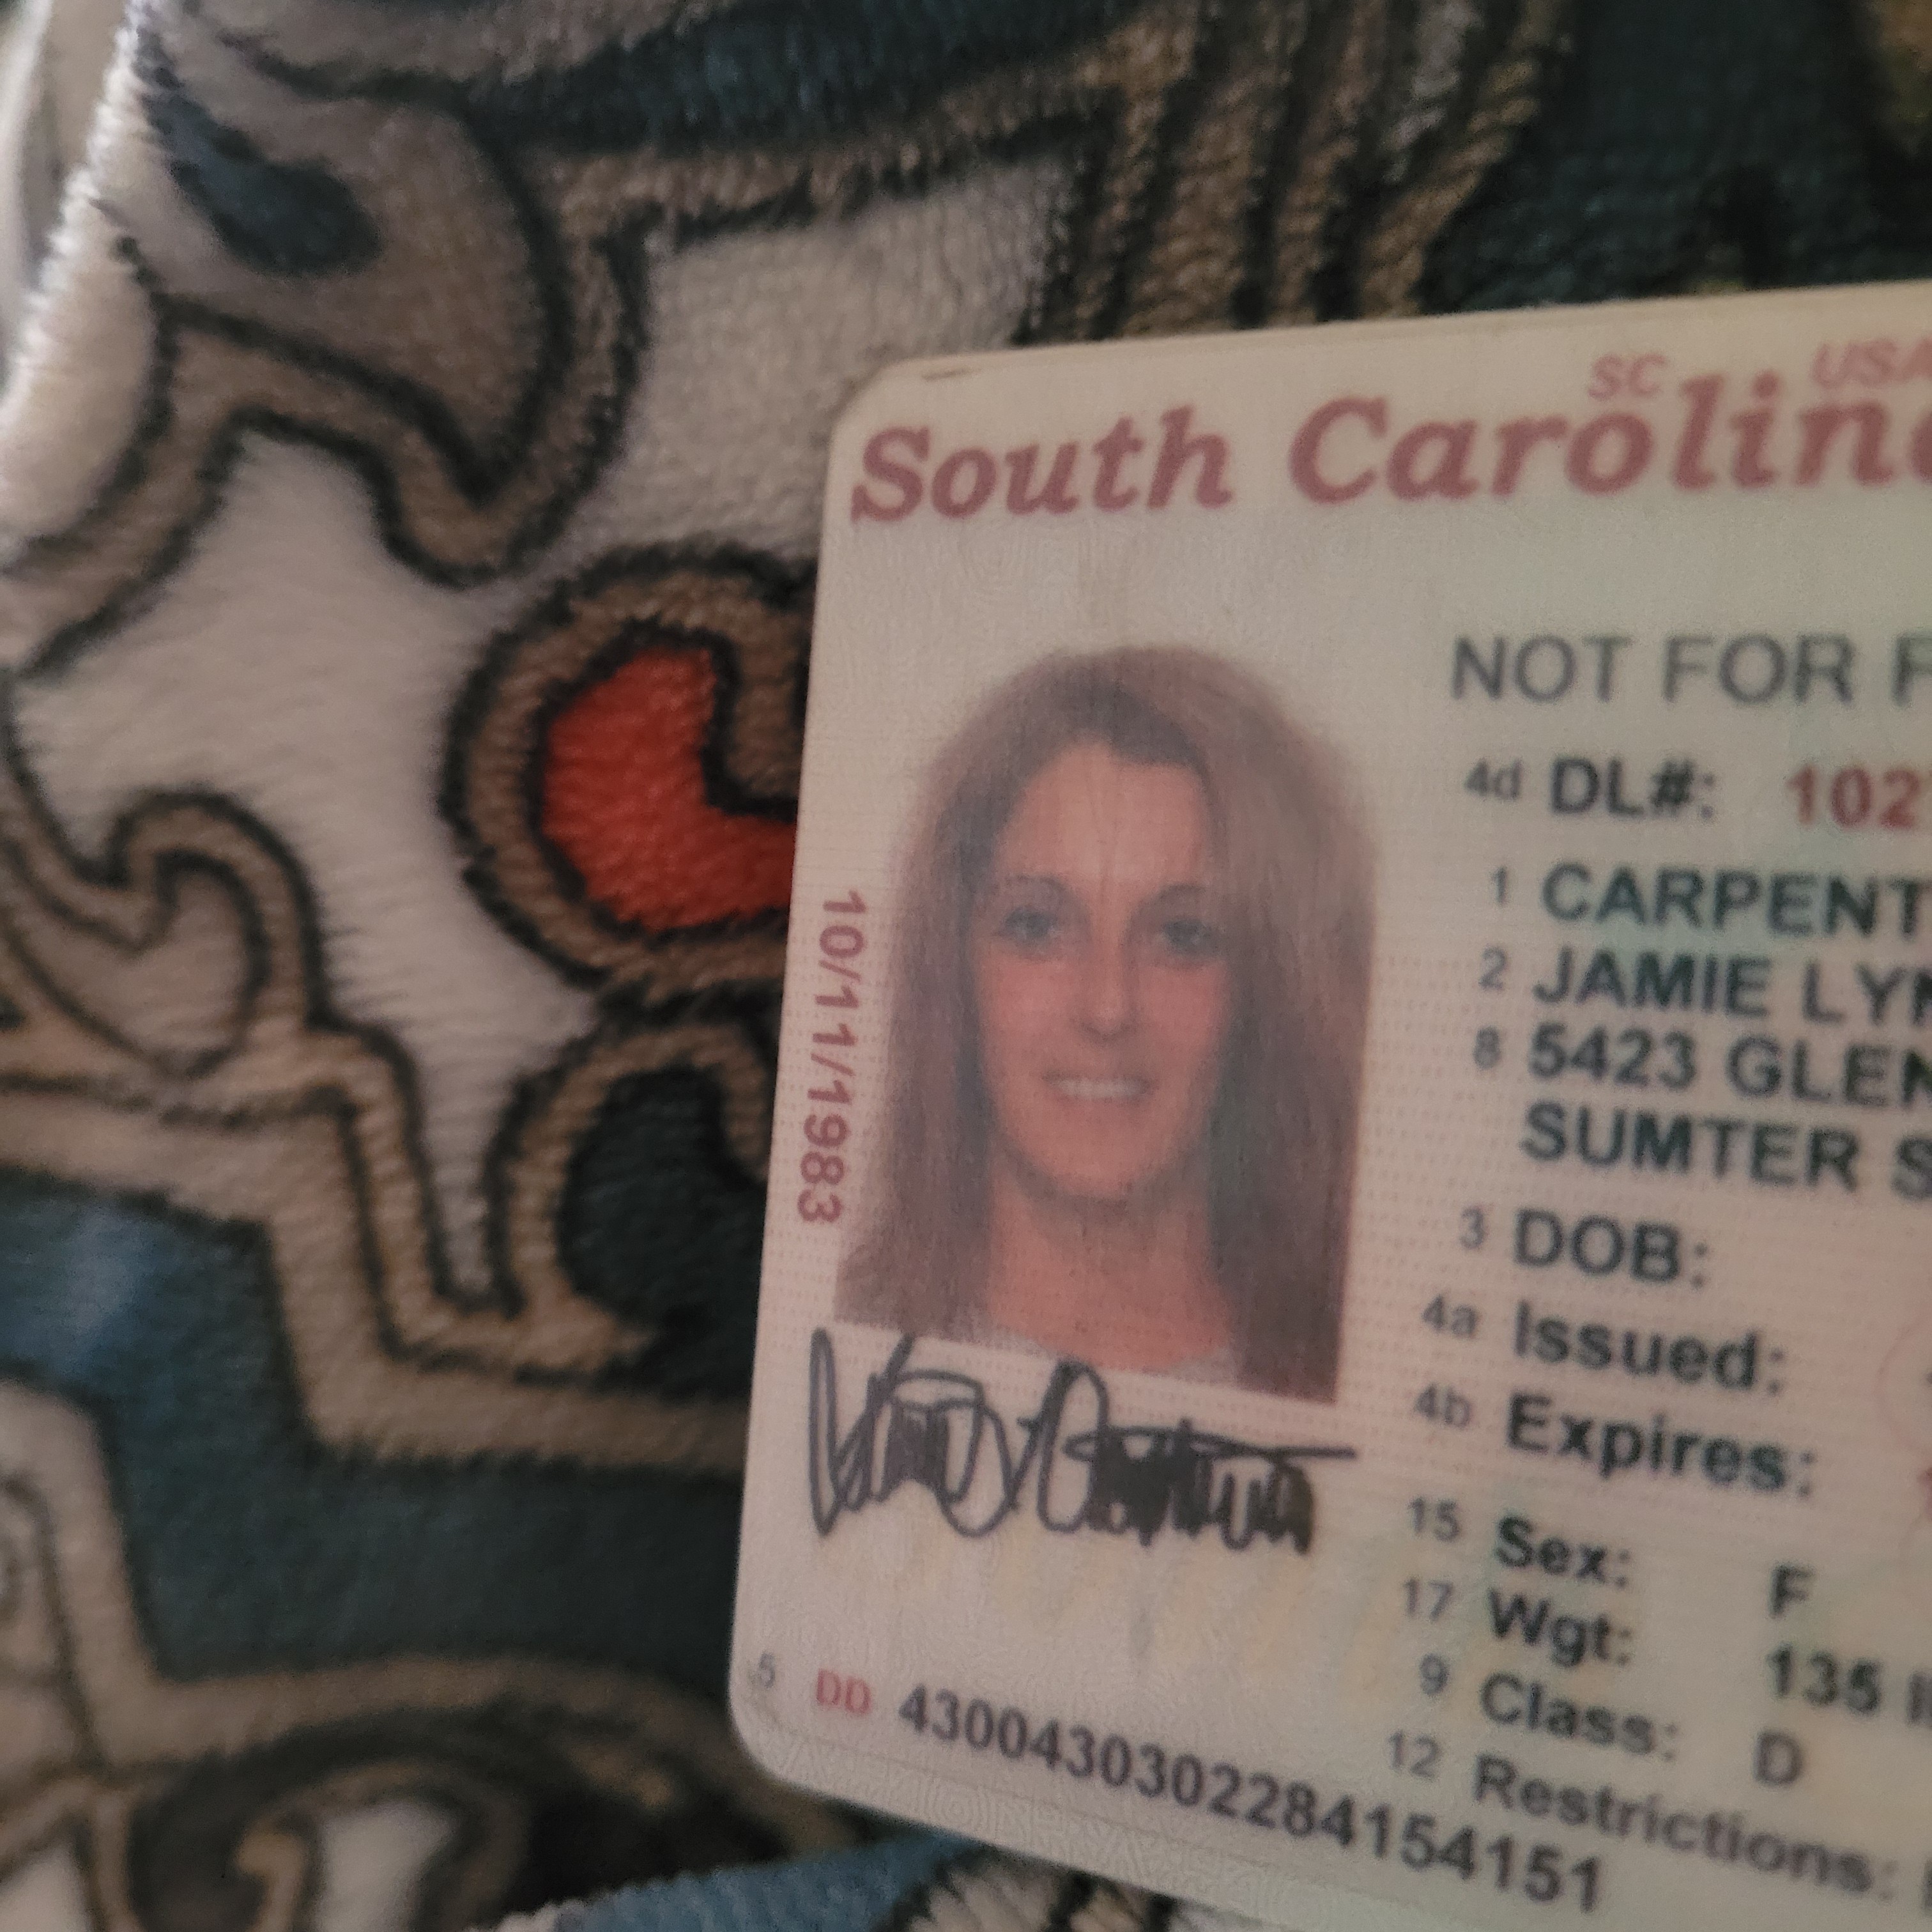 SC USA
South Carolin
NOT FOR F
4d DL#: 102
1 CARPENT
2 JAMIE LY
8 5423 GLEN
SUMTER S
3 DOB:
4a Issued:
4b Expires:
10/11/1983
15 Sex: F
17 Wgt: 135
9 Class: D
12 Restrictions:
5 DD 43004303022841541​51